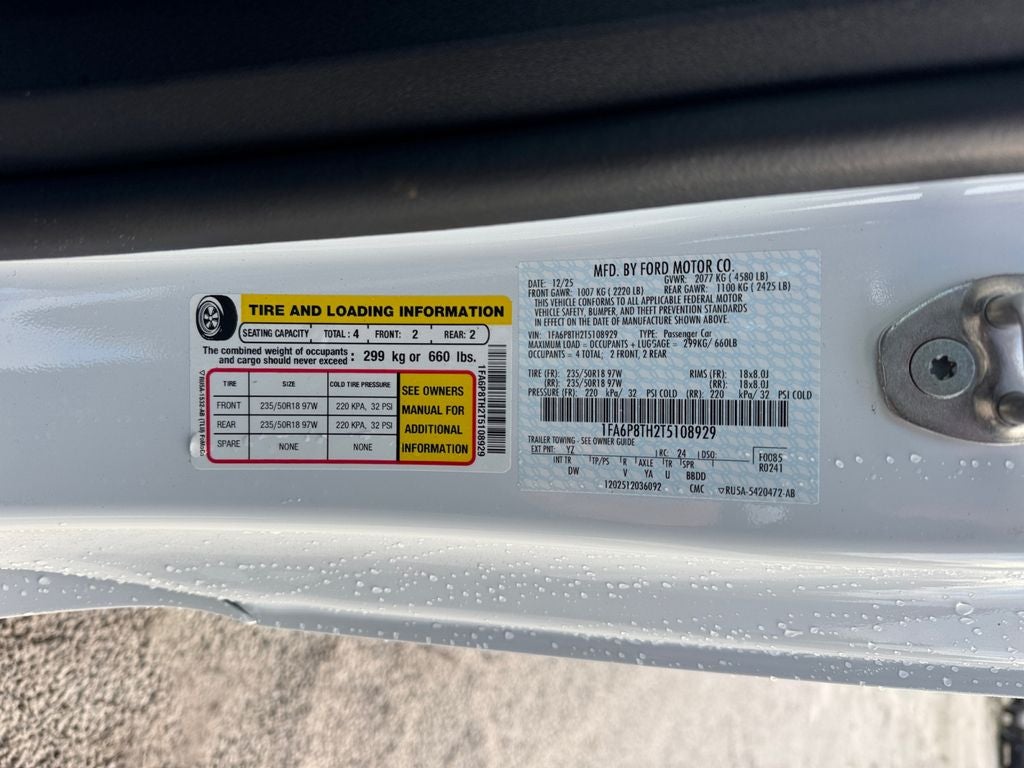 TIRE AND LOADING INFORMATION
SEATING CAPACITY TOTAL: 4 FRONT: 2 REAR: 2
The combined weight of occupants and cargo should never exceed : 299 kg or 660 lbs.
TIRE SIZE COLD TIRE PRESSURE
FRONT 235/50R18 97W 220 KPA, 32 PSI
REAR 235/50R18 97W 220 KPA, 32 PSI
SPARE NONE NONE
SEE OWNERS
MANUAL FOR
ADDITIONAL
INFORMATION
1FA6P8TH2T5108929
MFD. BY FORD MOTOR CO.
DATE: 12/25 GVWR: 2077 KG ( 4580 LB)
FRONT GAWR: 1007 KG ( 2220 LB) REAR GAWR: 1100 KG ( 2425 LB)
THIS VEHICLE CONFORMS TO ALL APPLICABLE FEDERAL MOTOR
VEHICLE SAFETY, BUMPER, AND THEFT PREVENTION STANDARDS
IN EFFECT ON THE DATE OF MANUFACTURE SHOWN ABOVE.
VIN: 1FA6P8TH2T5108929 TYPE: Passenger Car
MAXIMUM LOAD = OCCUPANTS + LUGGAGE = 299KG/ 660LB
OCCUPANTS = 4 TOTAL; 2 FRONT, 2 REAR
TIRE (FR): 235/50R18 97W RIMS (FR): 18x8.0J
(RR): 235/50R18 97W (RR): 18x8.0J
PRESSURE (FR): 220 kPa/ 32 PSI COLD (RR): 220 kPa/ 32 PSI COLD
1FA6P8TH2T5108929
TRAILER TOWING - SEE OWNER GUIDE
EXT PNT: YZ RC: 24 DSO: F0085
INT TR TP/PS R AXLE TR SPR R0241
DW V YA U BBDD
1202512036092 CMC ▽RU5A-5420472-AB